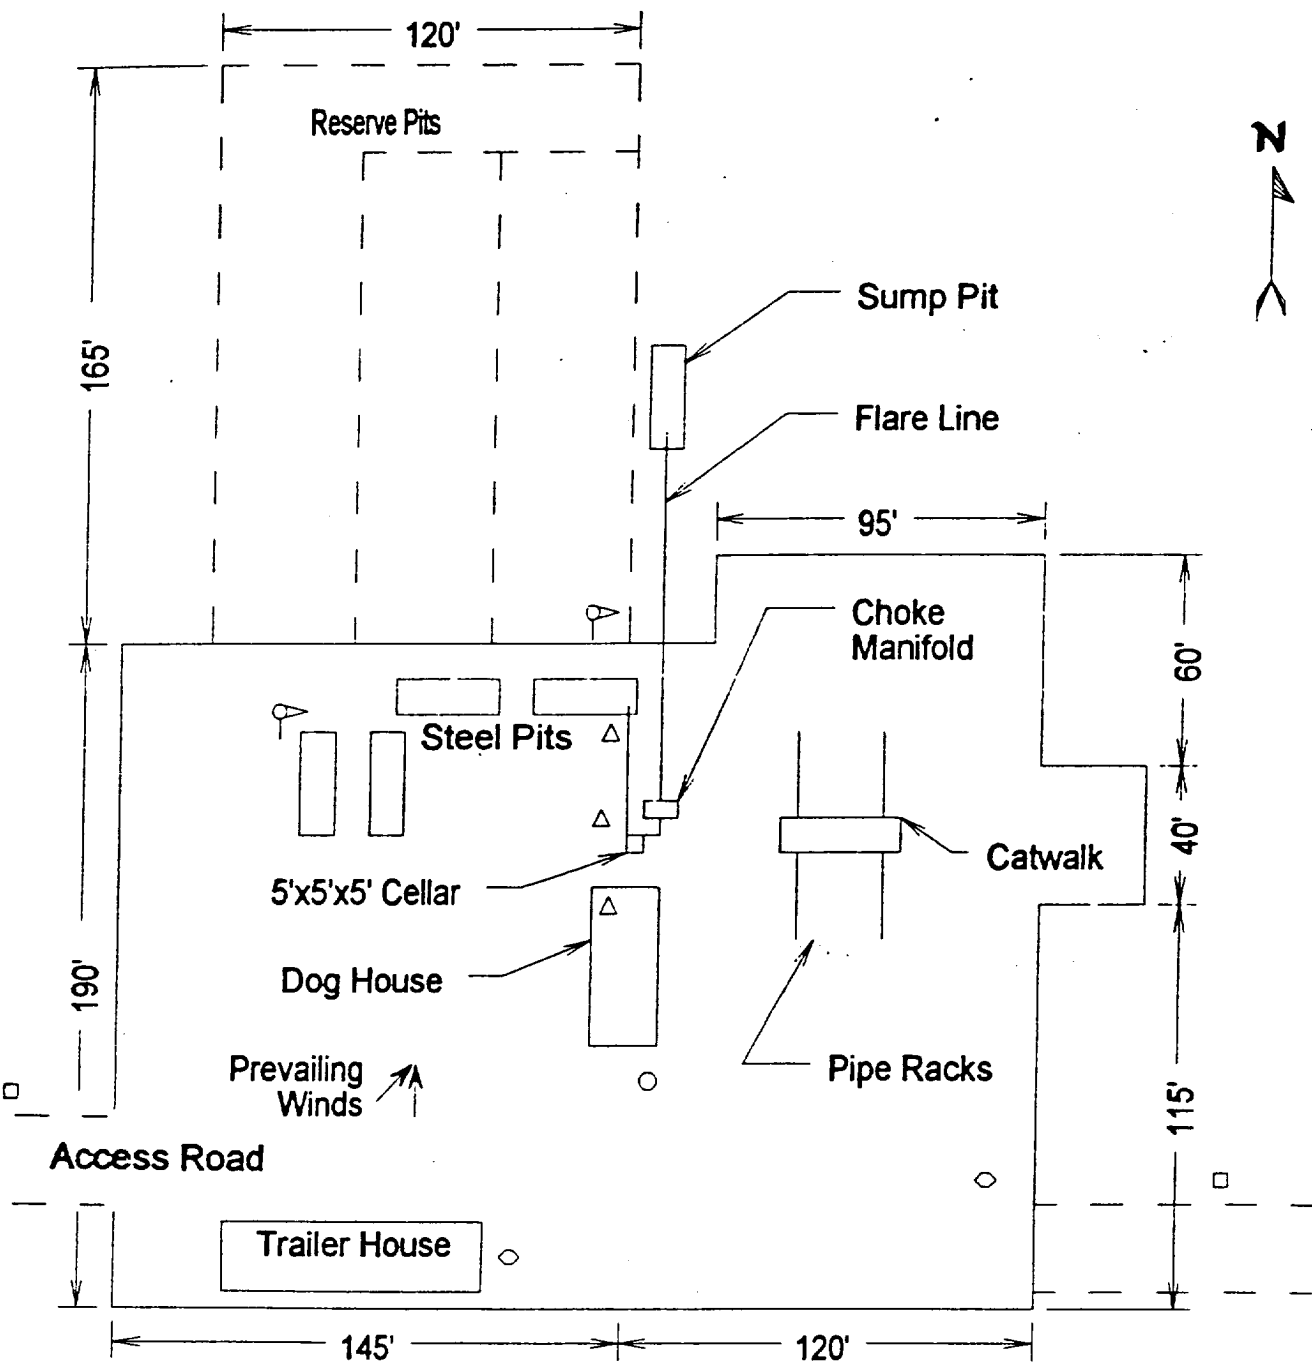 120'
Reserve Pits
N
Sump Pit
165'
Flare Line
95'
Choke
Manifold
60'
Steel Pits
40'
Catwalk
5'x5'x5' Cellar
190'
Dog House
Prevailing
Winds
Pipe Racks
115'
Access Road
Trailer House
145'
120'